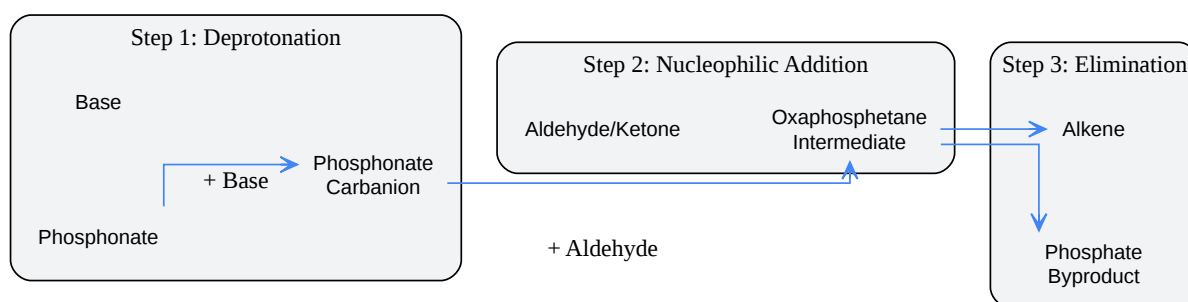 Step 1: Deprotonation
Base
Phosphonate
Carbanion
+ Base
Phosphonate
Step 2: Nucleophilic Addition
Aldehyde/Ketone
Oxaphosphetane
Intermediate
+ Aldehyde
Step 3: Elimination
Alkene
Phosphate
Byproduct